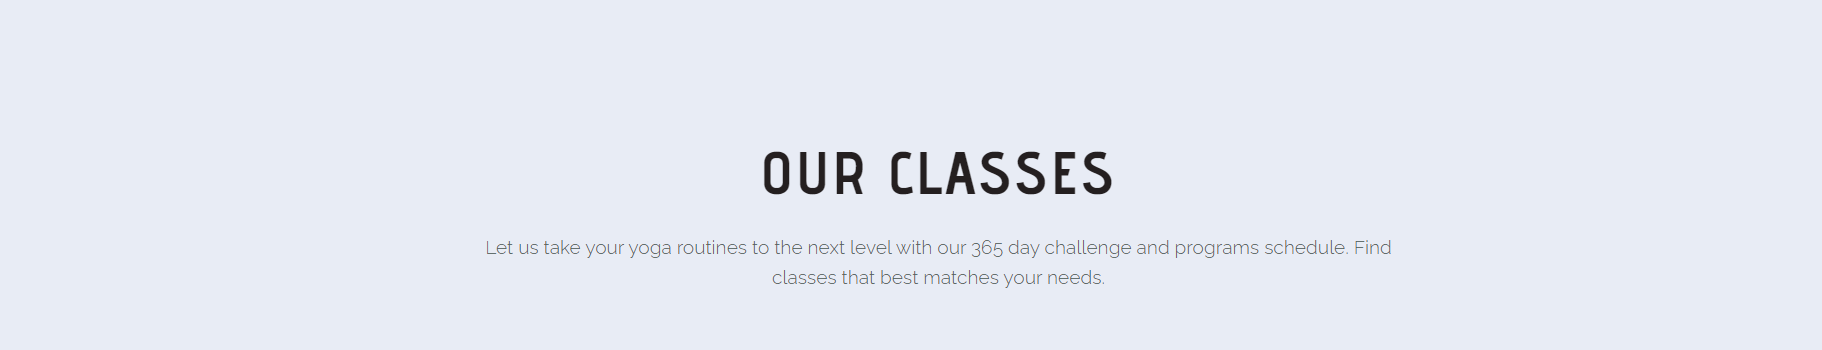 OUR CLASSES
Let us take your yoga routines to the next level with our 365 day challenge and programs schedule. Find
classes that best matches your needs.